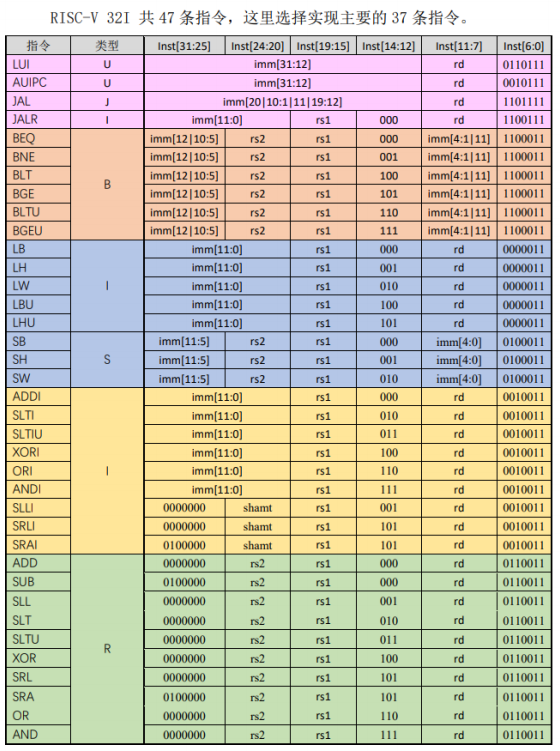 RISC-V 32I 共 47 条指令，这里选择实现主要的 37 条指令。
指令 类型 Inst[31:25] Inst[24:20] Inst[19:15] Inst[14:12] Inst[11:7] Inst[6:0]
LUI U imm[31:12] rd 0110111
AUIPC U imm[31:12] rd 0010111
JAL J imm[20|10:1|11|19:12] rd 1101111
JALR I imm[11:0] rs1 000 rd 1100111
BEQ imm[12|10:5] rs2 rs1 000 imm[4:1|11] 1100011
BNE imm[12|10:5] rs2 rs1 001 imm[4:1|11] 1100011
BLT imm[12|10:5] rs2 rs1 100 imm[4:1|11] 1100011
B
BGE imm[12|10:5] rs2 rs1 101 imm[4:1|11] 1100011
BLTU imm[12|10:5] rs2 rs1 110 imm[4:1|11] 1100011
BGEU imm[12|10:5] rs2 rs1 111 imm[4:1|11] 1100011
LB imm[11:0] rs1 000 rd 0000011
LH imm[11:0] rs1 001 rd 0000011
LW I imm[11:0] rs1 010 rd 0000011
LBU imm[11:0] rs1 100 rd 0000011
LHU imm[11:0] rs1 101 rd 0000011
SB imm[11:5] rs2 rs1 000 imm[4:0] 0100011
SH S imm[11:5] rs2 rs1 001 imm[4:0] 0100011
SW imm[11:5] rs2 rs1 010 imm[4:0] 0100011
ADDI imm[11:0] rs1 000 rd 0010011
SLTI imm[11:0] rs1 010 rd 0010011
SLTIU imm[11:0] rs1 011 rd 0010011
XORI imm[11:0] rs1 100 rd 0010011
ORI I imm[11:0] rs1 110 rd 0010011
ANDI imm[11:0] rs1 111 rd 0010011
SLLI 0000000 shamt rs1 001 rd 0010011
SRLI 0000000 shamt rs1 101 rd 0010011
SRAI 0100000 shamt rs1 101 rd 0010011
ADD 0000000 rs2 rs1 000 rd 0110011
SUB 0100000 rs2 rs1 000 rd 0110011
SLL 0000000 rs2 rs1 001 rd 0110011
SLT 0000000 rs2 rs1 010 rd 0110011
SLTU 0000000 rs2 rs1 011 rd 0110011
R
XOR 0000000 rs2 rs1 100 rd 0110011
SRL 0000000 rs2 rs1 101 rd 0110011
SRA 0100000 rs2 rs1 101 rd 0110011
OR 0000000 rs2 rs1 110 rd 0110011
AND 0000000 rs2 rs1 111 rd 0110011